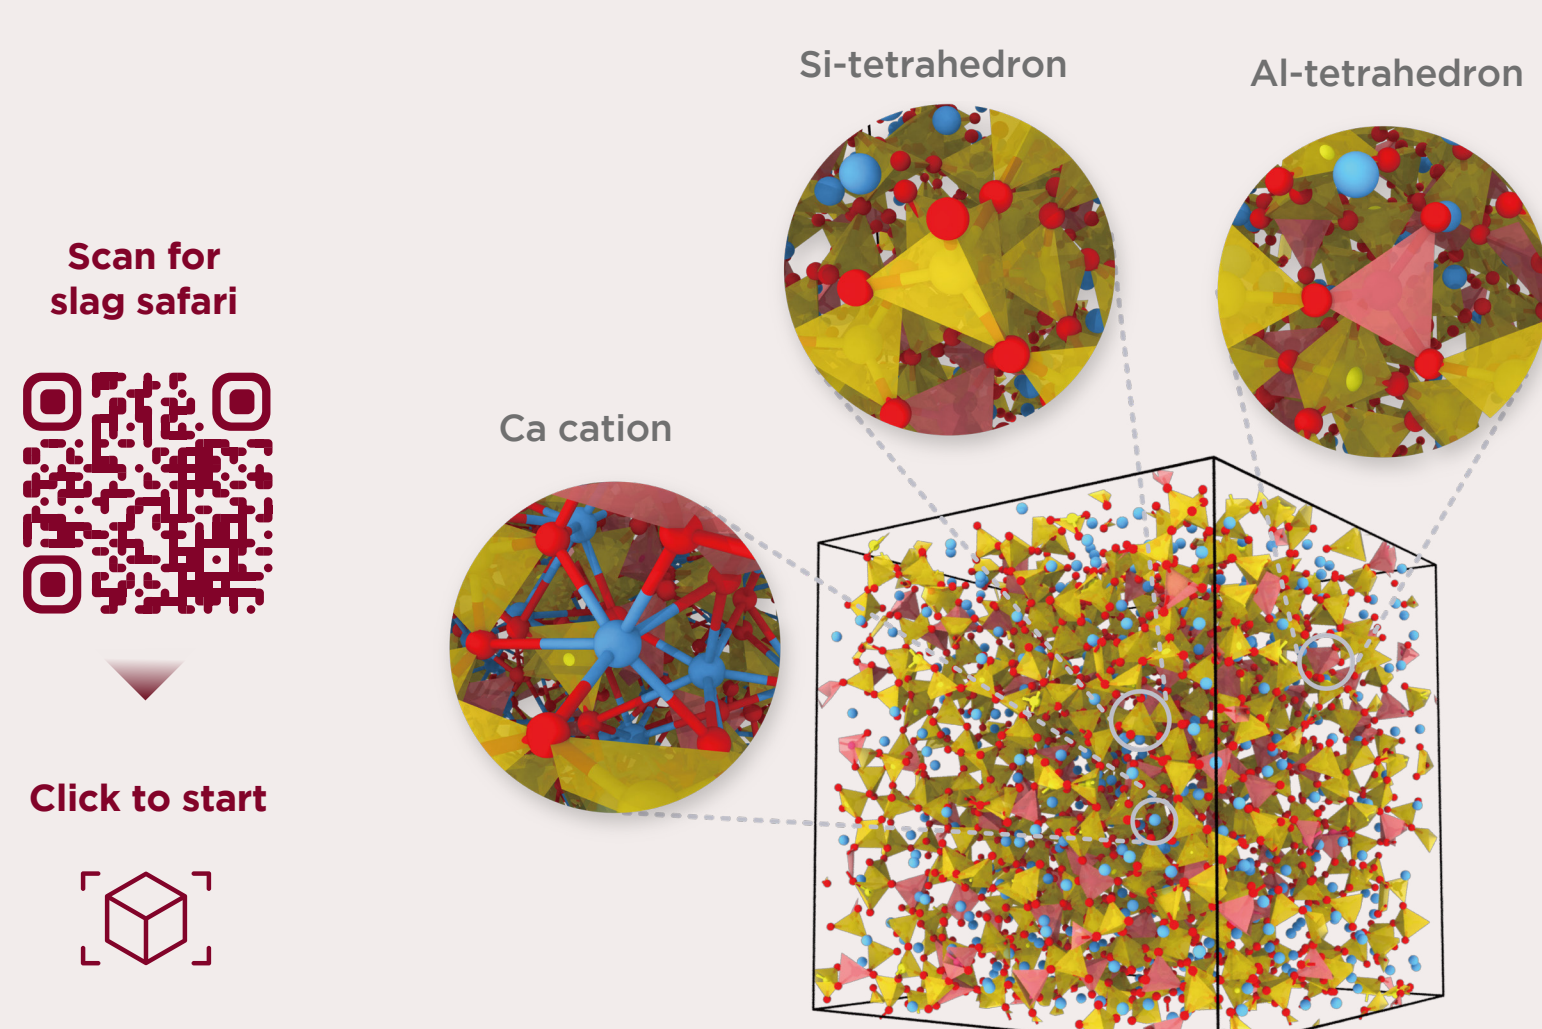 Si-tetrahedron
Al-tetrahedron
Scan for
slag safari
Ca cation
Click to start